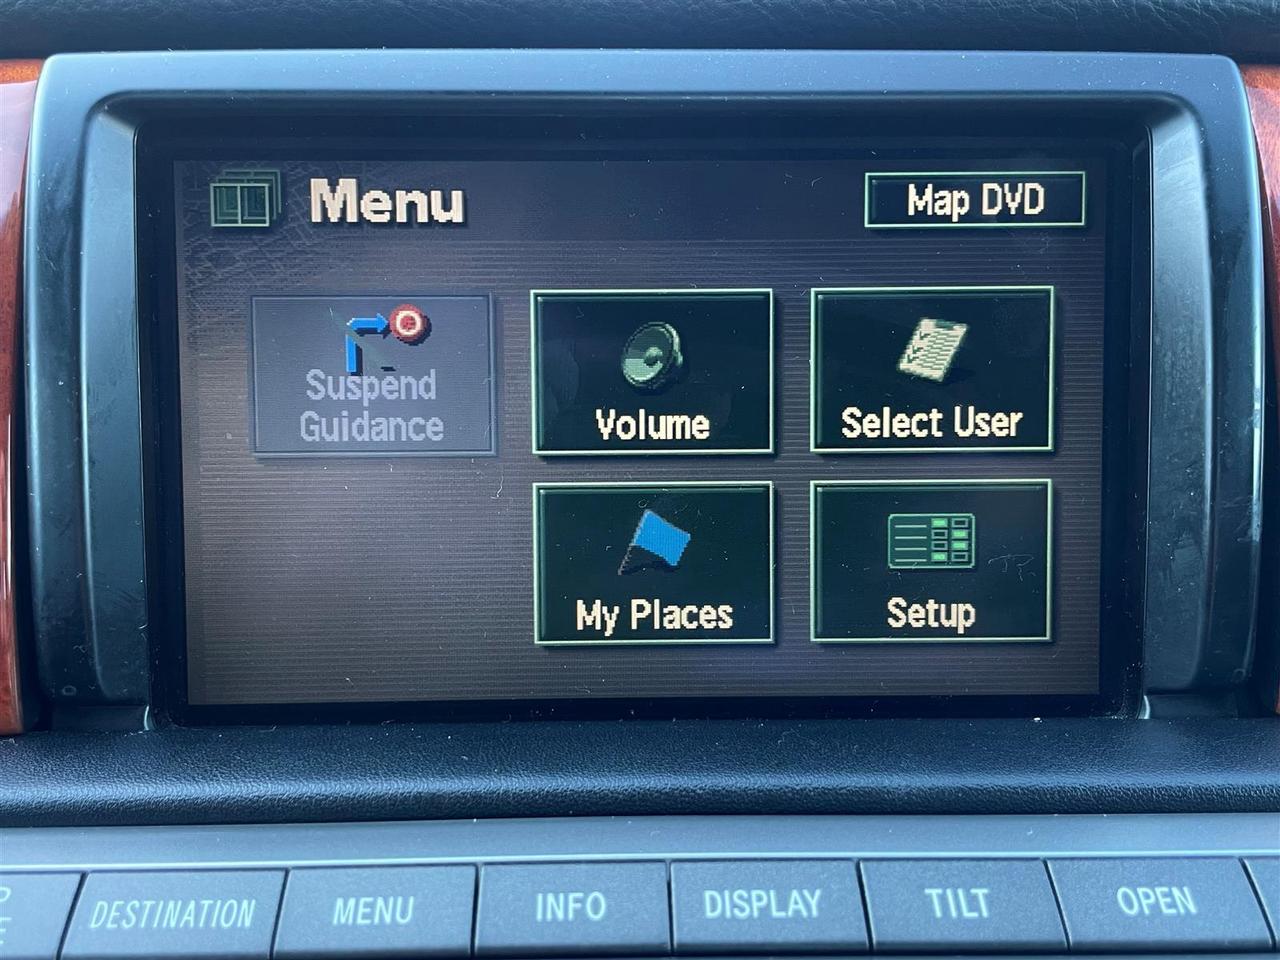 Menu
Map DVD
Suspend
Guidance
Volume
Select User
My Places
Setup
DESTINATION
MENU
INFO
DISPLAY
TILT
OPEN